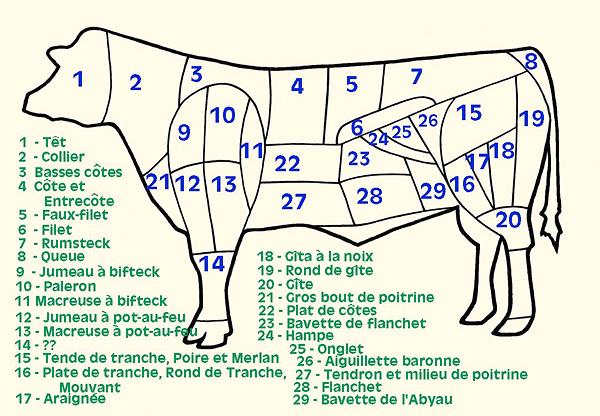 1
2
3
4
5
6
7
8
9
10
11
12
13
14
15
16
17
18
19
20
21
22
23
24
25
26
27
28
29
1 - Têt
2 - Collier
3 Basses côtes
4 Côte et
Entrecôte
5 - Faux-filet
6 - Filet
7 - Rumsteck
8 - Queue
9 - Jumeau à bifteck
10 - Paleron
11 Macreuse à bifteck
12 - Jumeau à pot-au-feu
13 - Macreuse à pot-au-feu
14 - ??
15 - Tende de tranche, Poire et Merlan
16 - Plate de tranche, Rond de Tranche,
Mouvant
17 - Araignée
18 - Gîta à la noix
19 - Rond de gîte
20 - Gîte
21 - Gros bout de poitrine
22 - Plat de côtes
23 - Bavette de flanchet
24 - Hampe
25 - Onglet
26 - Aiguillette baronne
27 - Tendron et milieu de poitrine
28 - Flanchet
29 - Bavette de l'Abyau